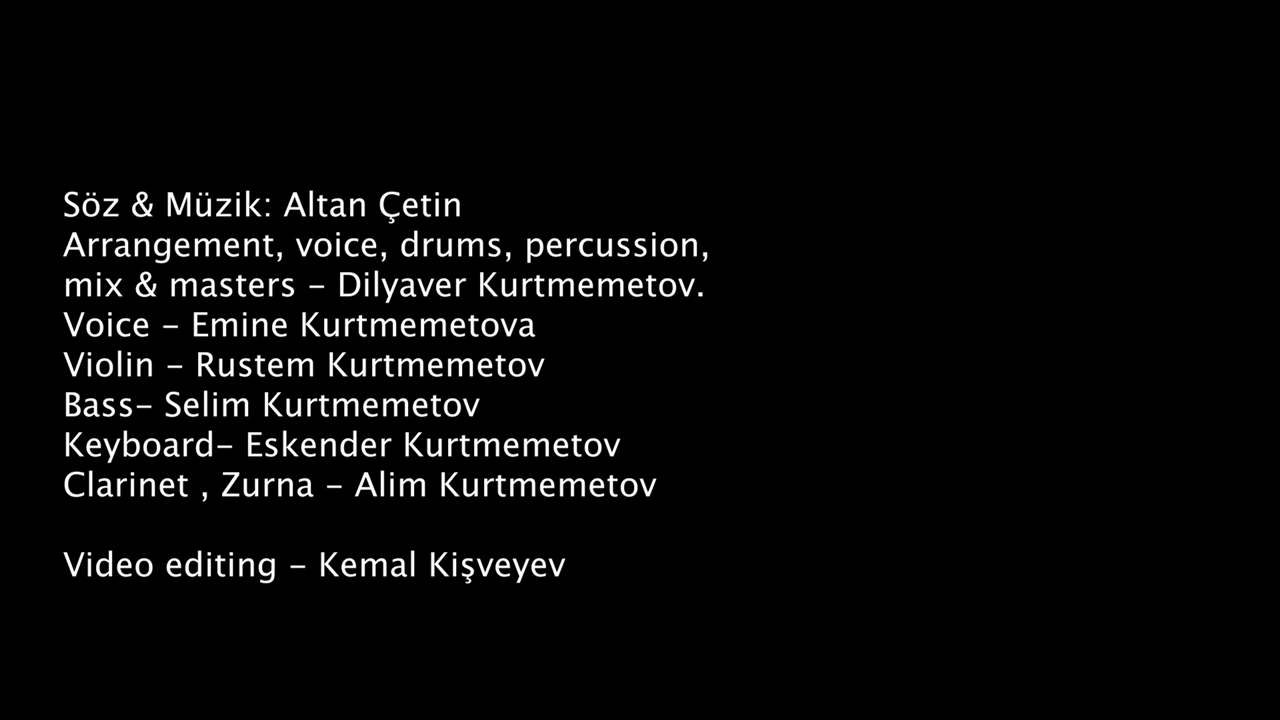 Söz & Müzik: Altan Çetin
Arrangement, voice, drums, percussion,
mix & masters – Dilyaver Kurtmemetov.
Voice – Emine Kurtmemetova
Violin – Rustem Kurtmemetov
Bass– Selim Kurtmemetov
Keyboard– Eskender Kurtmemetov
Clarinet , Zurna – Alim Kurtmemetov
Video editing – Kemal Kişveyev